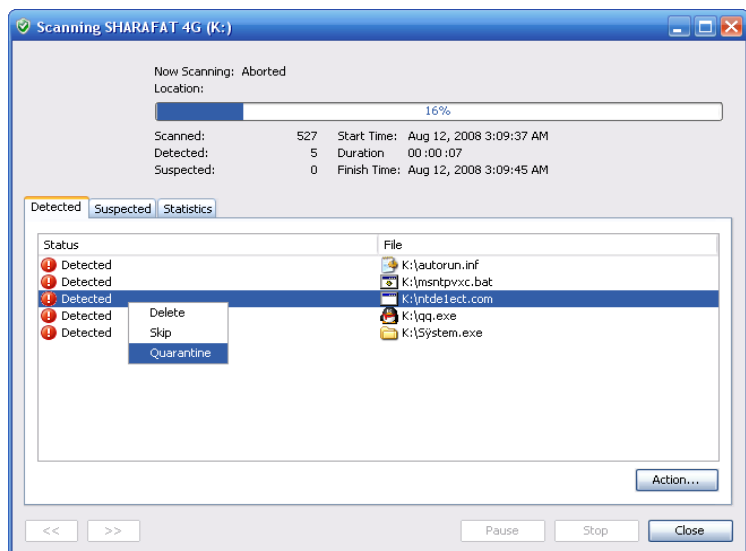 Scanning SHARAFAT 4G (K:)
Now Scanning: Aborted
Location:
16%
Scanned: 527 Start Time: Aug 12, 2008 3:09:37 AM
Detected: 5 Duration 00 :00 :07
Suspected: 0 Finish Time: Aug 12, 2008 3:09:45 AM
Detected Suspected Statistics
Status File
Detected K:\autorun.inf
Detected K:\msntpvxc.bat
Detected K:\ntde1ect.com
Detected K:\qq.exe
Detected K:\Sÿstem.exe
Delete
Skip
Quarantine
Action...
<< >> Pause Stop Close